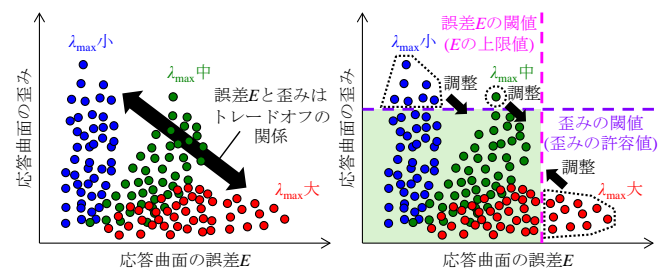 λmax小
λmax中
誤差Eと歪みは
トレードオフの
関係
λmax大
応答曲面の歪み
応答曲面の誤差E
誤差Eの閾値
(Eの上限値)
λmax小
λmax中
調整
調整
歪みの閾値
(歪みの許容値)
調整
λmax大
応答曲面の歪み
応答曲面の誤差E